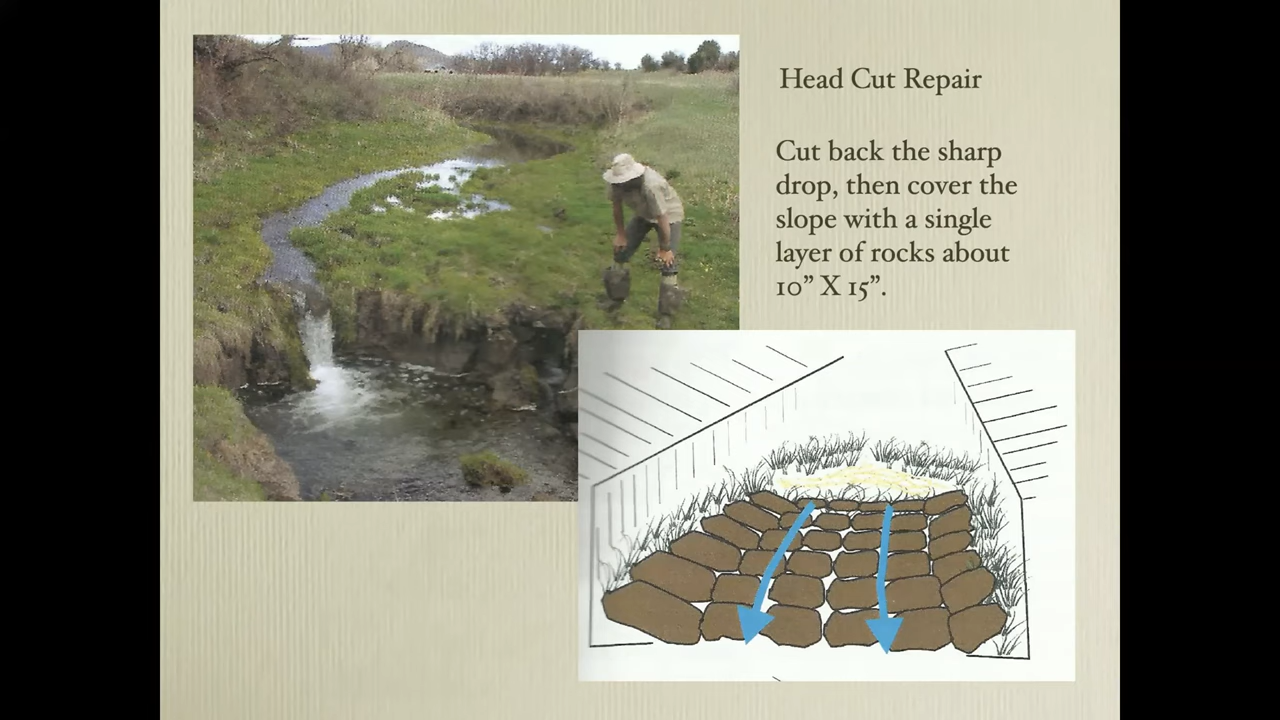 Head Cut Repair
Cut back the sharp
drop, then cover the
slope with a single
layer of rocks about
10” X 15”.